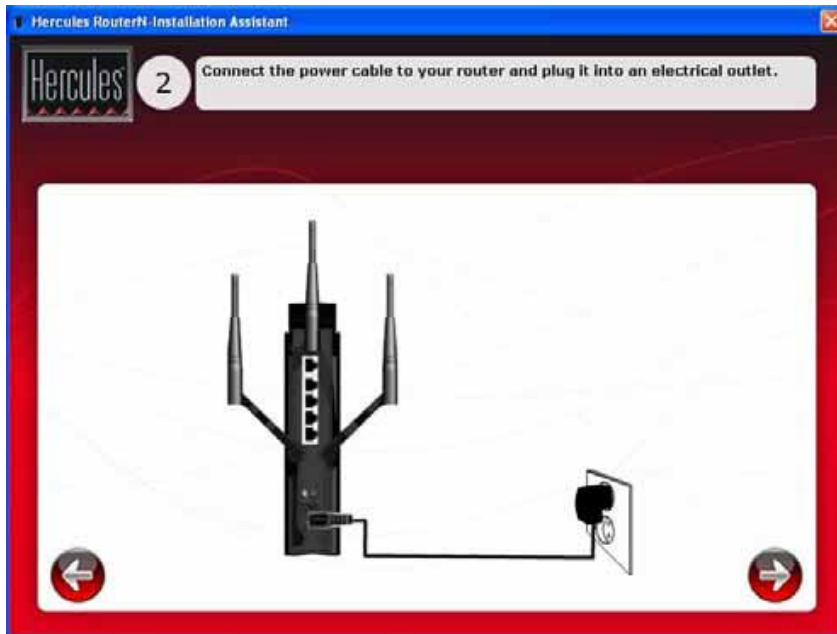 Hercules RouterN-Installation Assistant
Hercules
2
Connect the power cable to your router and plug it into an electrical outlet.